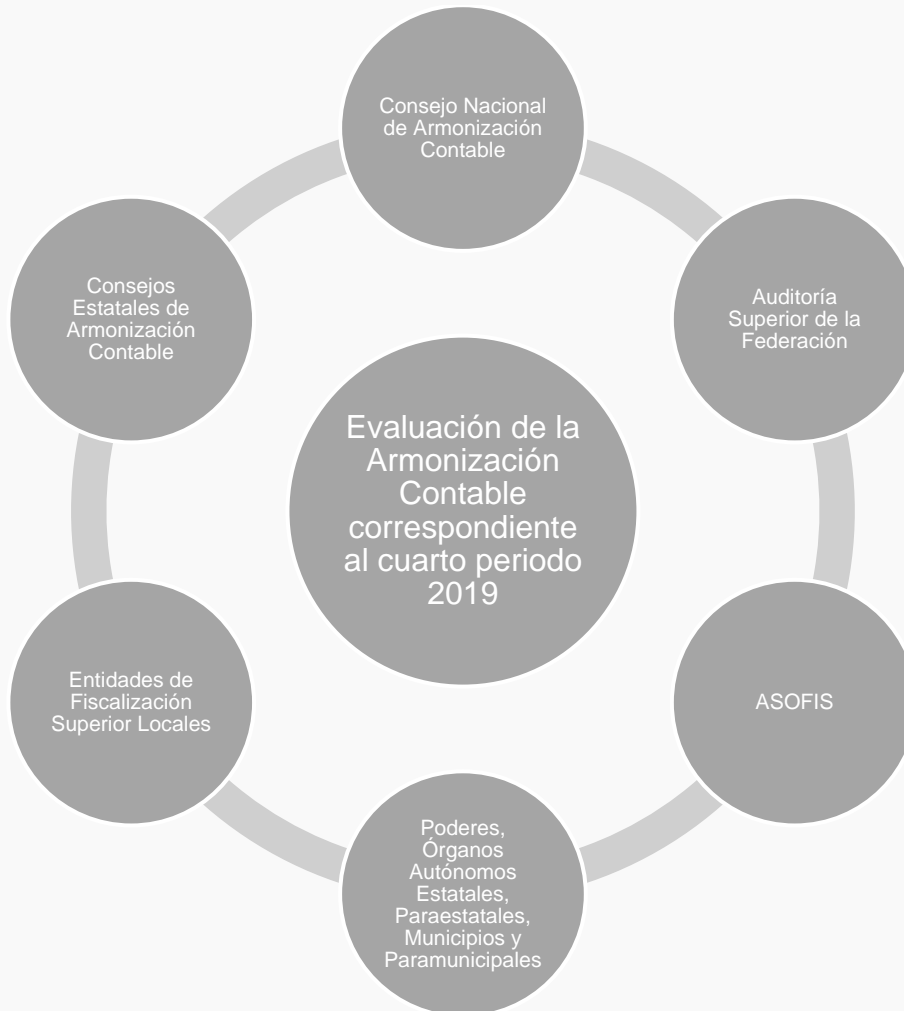 Consejo Nacional
de Armonización
Contable
Auditoría
Superior de la
Federación
ASOFIS
Poderes,
Órganos
Autónomos
Estatales,
Paraestatales,
Municipios y
Paramunicipales
Entidades de
Fiscalización
Superior Locales
Consejos
Estatales de
Armonización
Contable
Evaluación de la
Armonización
Contable
correspondiente
al cuarto periodo
2019